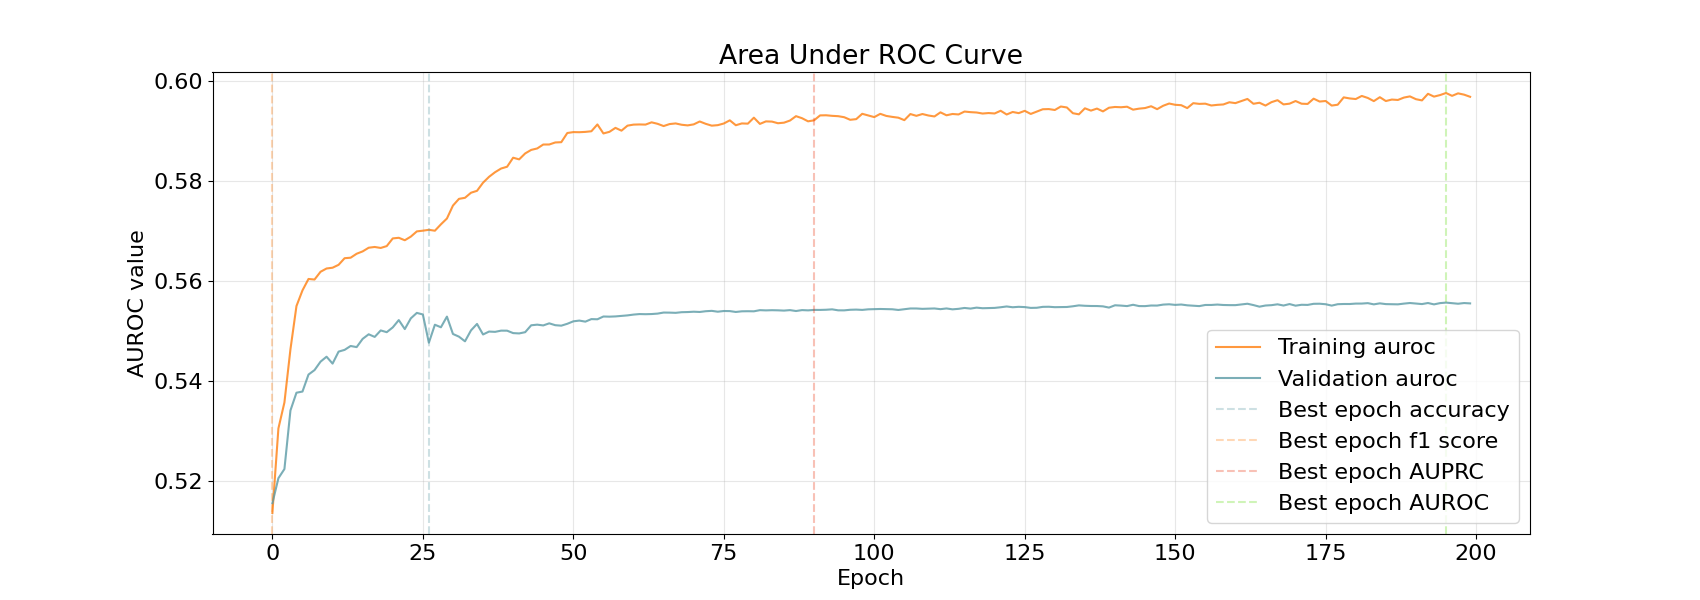 Area Under ROC Curve
AUROC value
0.60
0.58
0.56
0.54
0.52
Training auroc
Validation auroc
Best epoch accuracy
Best epoch f1 score
Best epoch AUPRC
Best epoch AUROC
0 25 50 75 100 125 150 175 200
Epoch